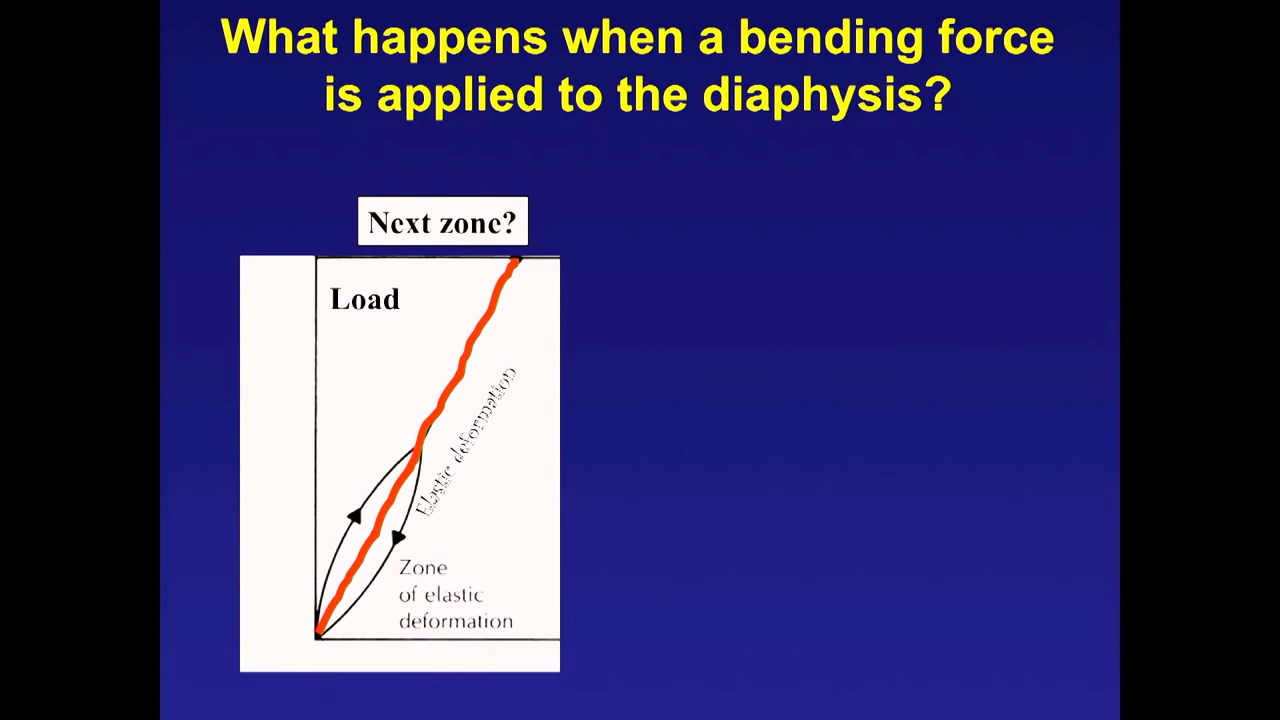 What happens when a bending force
is applied to the diaphysis?
Next zone?
Load
Elastic deformation
Zone
of elastic
deformation